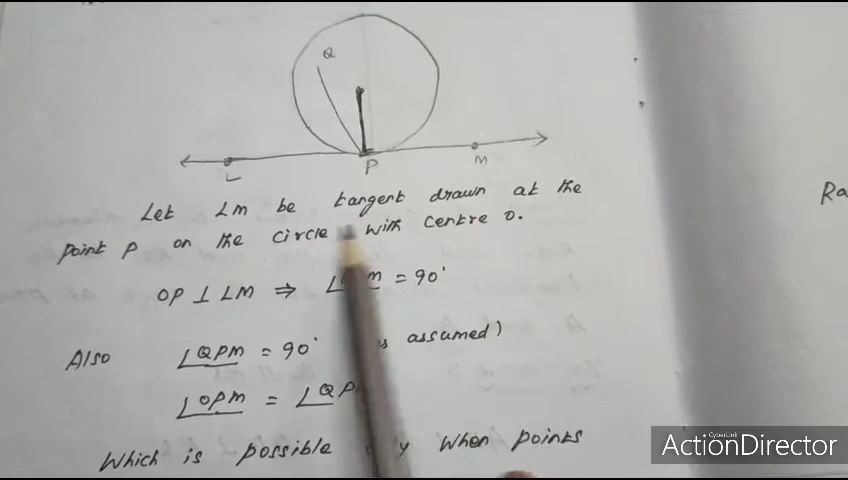 Q
L
P
M
Let LM be tangent drawn at the
point P on the circle with centre O.
OP ⊥ LM ⇒ ∠ M = 90°
Also ∠QPM = 90° assumed)
∠OPM = ∠QP
Which is possible When points
Ra
CyberLink
ActionDirector